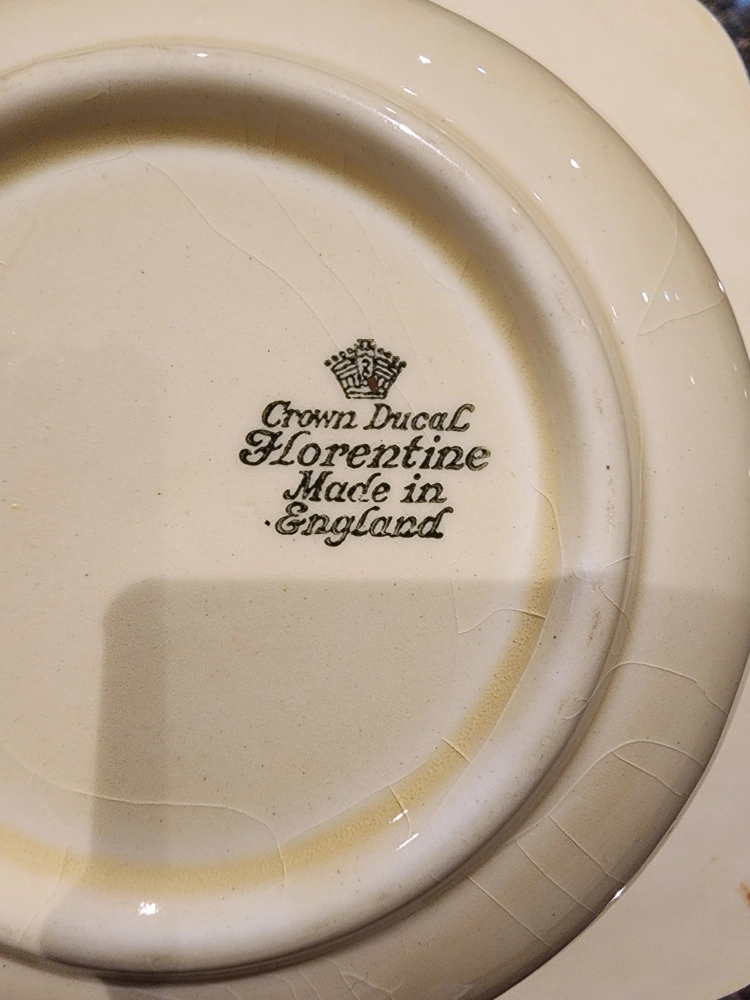 Crown Ducal
Florentine
Made in
England